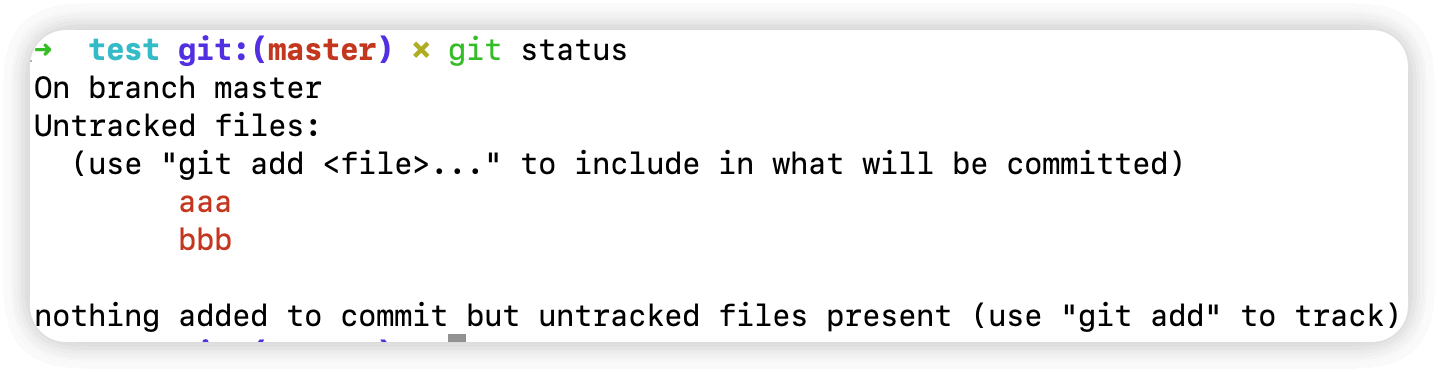 ➜  test git:(master) ✗ git status
On branch master
Untracked files:
  (use "git add <file>..." to include in what will be committed)
        aaa
        bbb

nothing added to commit but untracked files present (use "git add" to track)